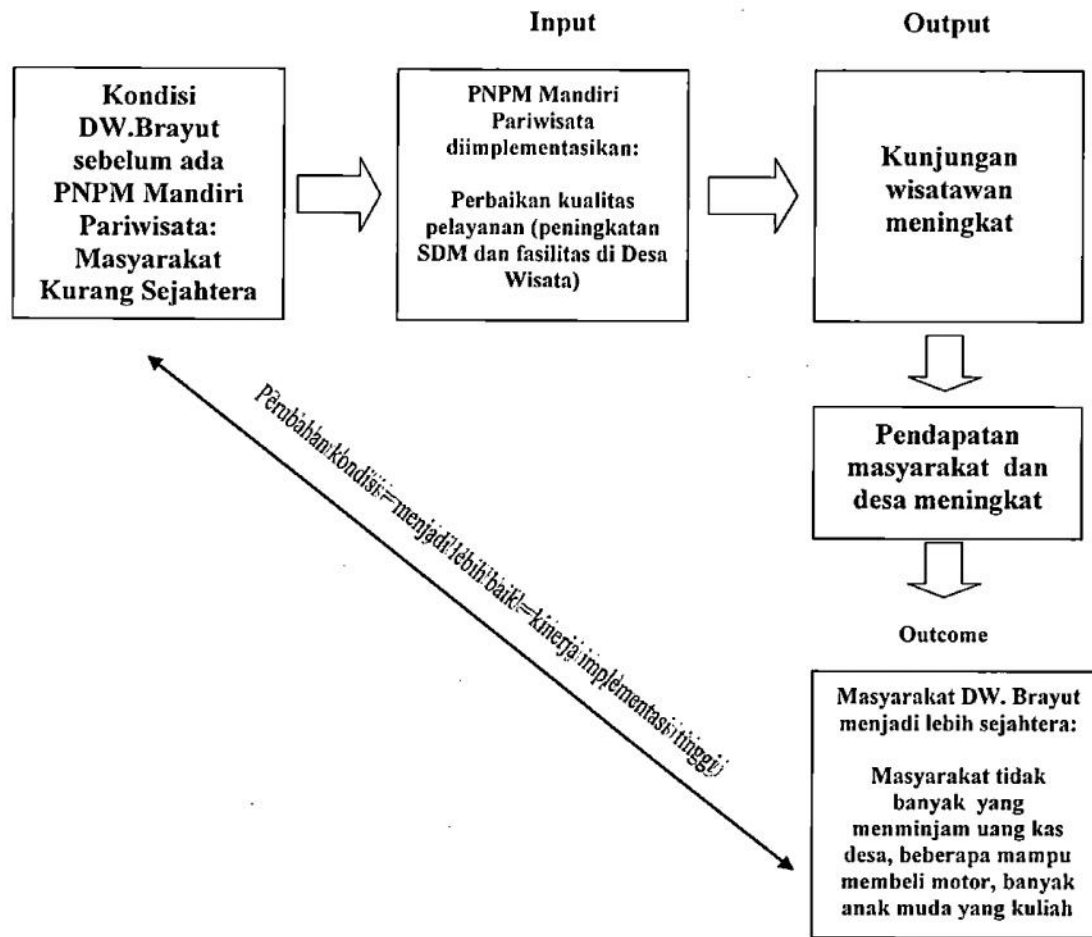 Input
Output
Kondisi
DW.Brayut
sebelum ada
PNPM Mandiri
Pariwisata:
Masyarakat
Kurang Sejahtera
PNPM Mandiri
Pariwisata
diimplementasikan:
Perbaikan kualitas
pelayanan (peningkatan
SDM dan fasilitas di Desa
Wisata)
Kunjungan
wisatawan
meningkat
Pendapatan
masyarakat dan
desa meningkat
Perubahan kondisi = menjadi lebih baik = kinerja implementasi tinggi
Outcome
Masyarakat DW. Brayut
menjadi lebih sejahtera:
Masyarakat tidak
banyak yang
menminjam uang kas
desa, beberapa mampu
membeli motor, banyak
anak muda yang kuliah